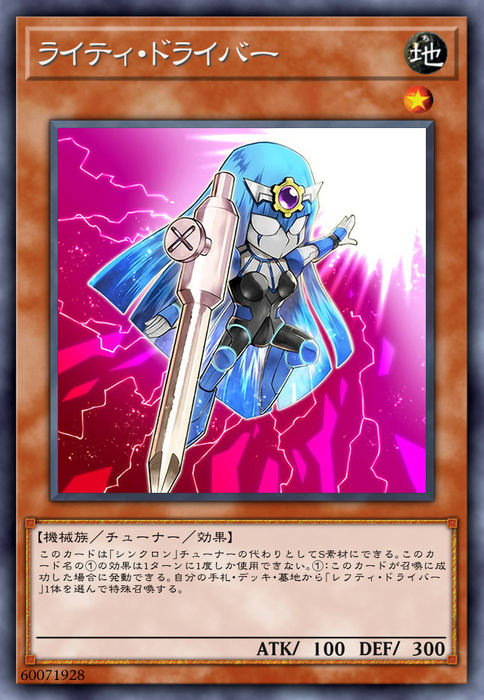 ライティ・ドライバー
ち
地
【機械族／チューナー／効果】
このカードは「シンクロン」チューナーの代わりとしてS素材にできる。このカ
ード名の①の効果は1ターンに1度しか使用できない。①：このカードが召喚に成
功した場合に発動できる。自分の手札・デッキ・墓地から「レフティ・ドライバー」
1体を選んで特殊召喚する。
ATK/ 100 DEF/ 300
60071928